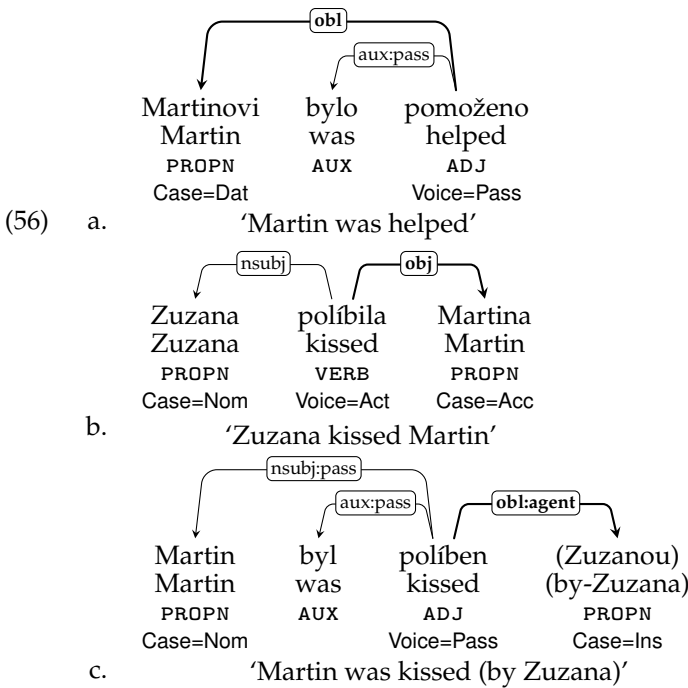 obl
aux:pass
Martinovi bylo pomoženo
Martin was helped
PROPN AUX ADJ
Case=Dat Voice=Pass
(56) a. ‘Martin was helped’
nsubj obj
Zuzana políbila Martina
Zuzana kissed Martin
PROPN VERB PROPN
Case=Nom Voice=Act Case=Acc
b. ‘Zuzana kissed Martin’
nsubj:pass
aux:pass obl:agent
Martin byl políben (Zuzanou)
Martin was kissed (by-Zuzana)
PROPN AUX ADJ PROPN
Case=Nom Voice=Pass Case=Ins
c. ‘Martin was kissed (by Zuzana)’